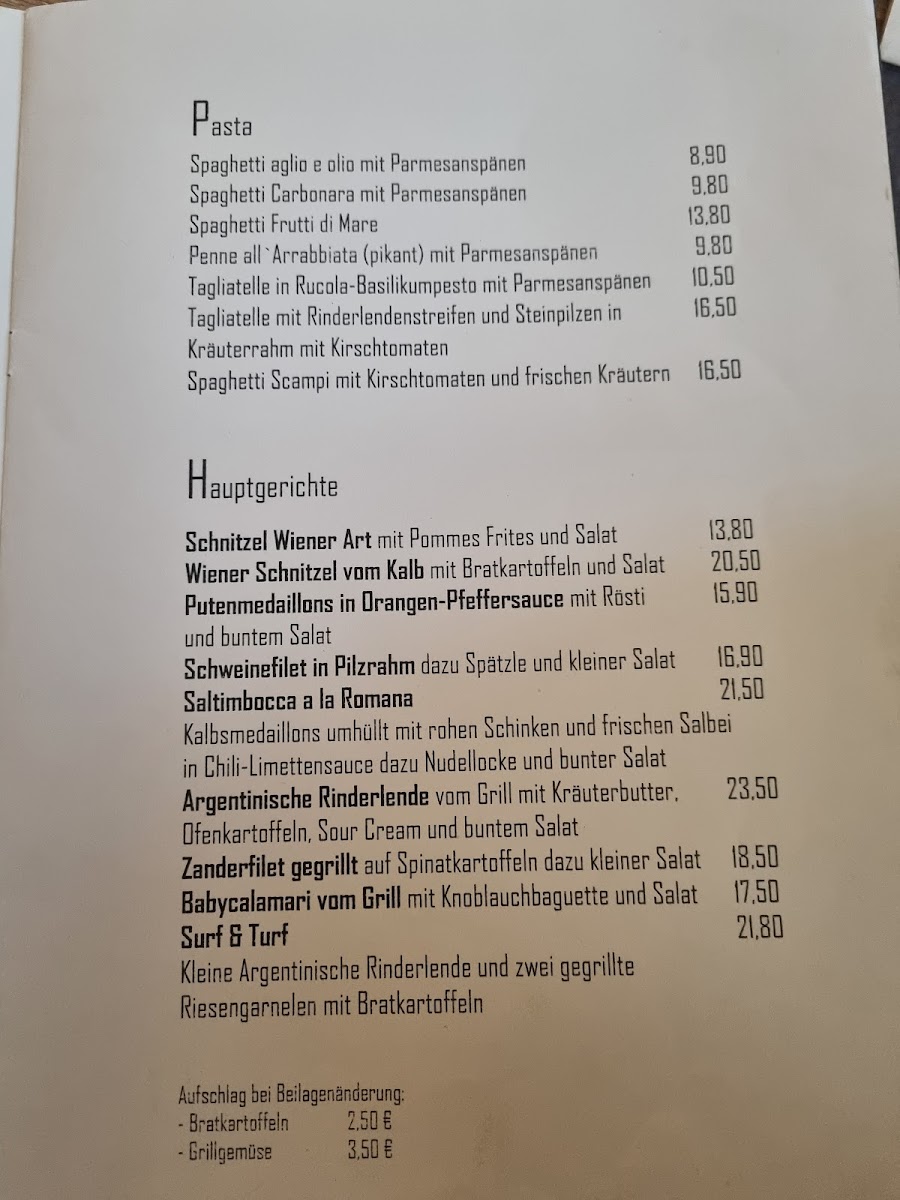 Pasta
Spaghetti aglio e olio mit Parmesanspänen 8,90
Spaghetti Carbonara mit Parmesanspänen 9,80
Spaghetti Frutti di Mare 13,80
Penne all`Arrabbiata (pikant) mit Parmesanspänen 9,80
Tagliatelle in Rucola-Basilikumpesto mit Parmesanspänen 10,50
Tagliatelle mit Rinderlendenstreifen und Steinpilzen in 16,50
Kräuterrahm mit Kirschtomaten
Spaghetti Scampi mit Kirschtomaten und frischen Kräutern 16,50
Hauptgerichte
Schnitzel Wiener Art mit Pommes Frites und Salat 13,80
Wiener Schnitzel vom Kalb mit Bratkartoffeln und Salat 20,50
Putenmedaillons in Orangen-Pfeffersauce mit Rösti 15,90
und buntem Salat
Schweinefilet in Pilzrahm dazu Spätzle und kleiner Salat 16,90
Saltimbocca a la Romana 21,50
Kalbsmedaillons umhüllt mit rohen Schinken und frischen Salbei
in Chili-Limettensauce dazu Nudellocke und bunter Salat
Argentinische Rinderlende vom Grill mit Kräuterbutter, 23,50
Ofenkartoffeln, Sour Cream und buntem Salat
Zanderfilet gegrillt auf Spinatkartoffeln dazu kleiner Salat 18,50
Babycalamari vom Grill mit Knoblauchbaguette und Salat 17,50
Surf & Turf 21,80
Kleine Argentinische Rinderlende und zwei gegrillte
Riesengarnelen mit Bratkartoffeln
Aufschlag bei Beilagenänderung:
- Bratkartoffeln 2,50 €
- Grillgemüse 3,50 €